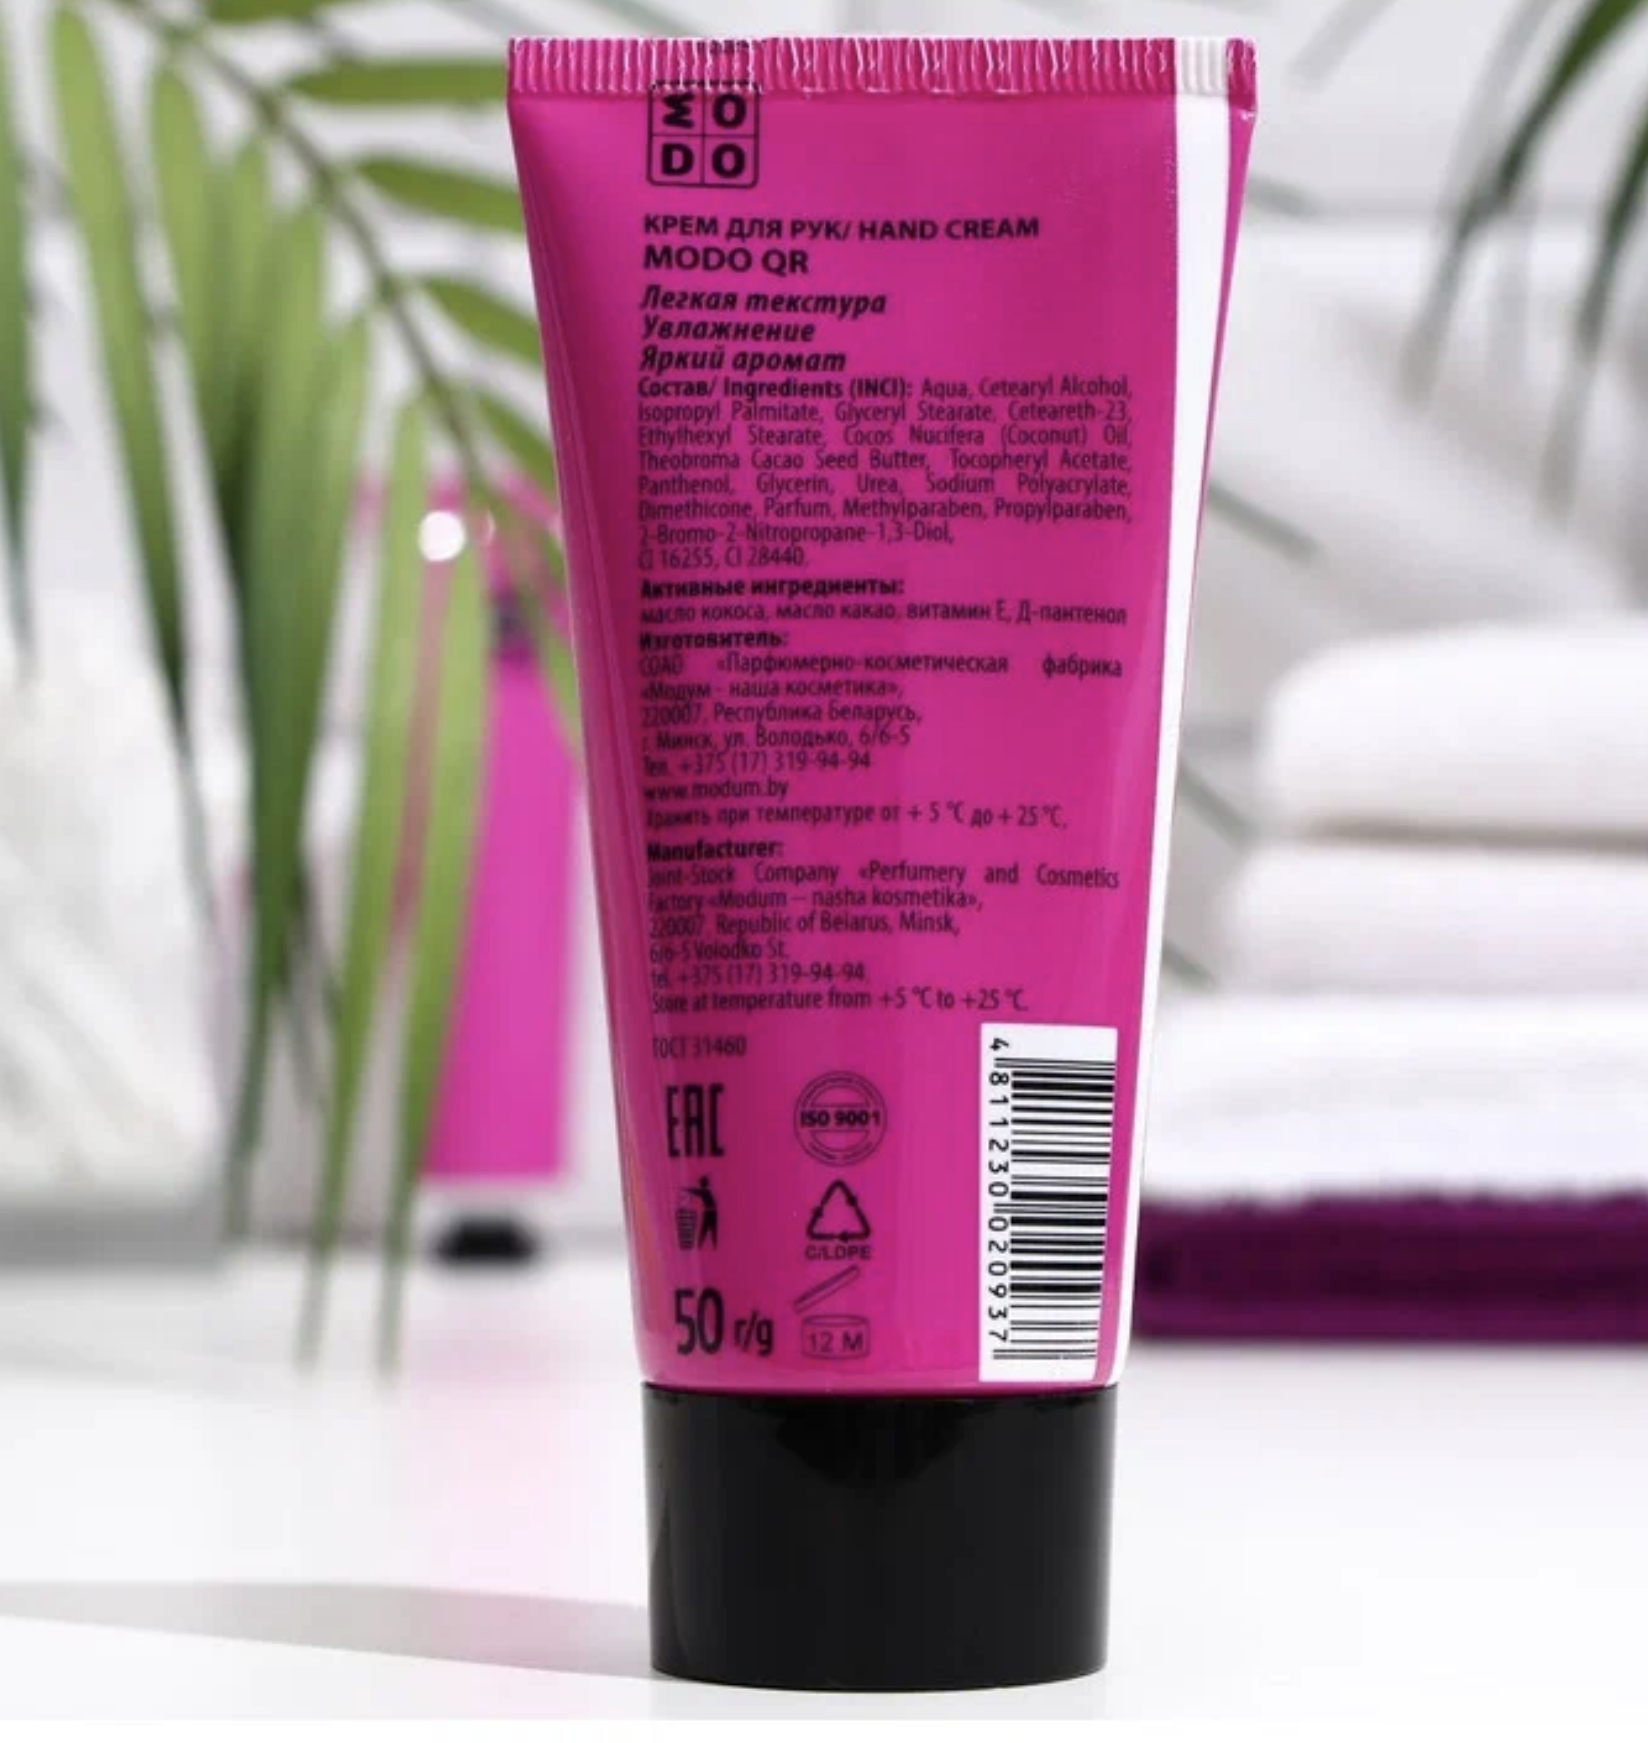 MO
DO
КРЕМ ДЛЯ РУК/ HAND CREAM
MODO QR
Легкая текстура
Увлажнение
Яркий аромат
Состав/ Ingredients (INCI): Aqua, Cetearyl Alcohol,
Isopropyl Palmitate, Glyceryl Stearate, Ceteareth-23,
Ethylhexyl Stearate, Cocos Nucifera (Coconut) Oil,
Theobroma Cacao Seed Butter, Tocopheryl Acetate,
Panthenol, Glycerin, Urea, Sodium Polyacrylate,
Dimethicone, Parfum, Methylparaben, Propylparaben,
2-Bromo-2-Nitropropane-1,3-Diol,
CI 16255, CI 28440.
Активные ингредиенты:
масло кокоса, масло какао, витамин Е, Д-пантенол
Изготовитель:
СОАО «Парфюмерно-косметическая фабрика
«Модум - наша косметика»,
220007, Республика Беларусь,
г. Минск, ул. Володько, 6/6-5
Тел. +375 (17) 319-94-94
www.modum.by
Хранить при температуре от + 5 °C до + 25 °C.
Manufacturer:
Joint-Stock Company «Perfumery and Cosmetics
Factory «Modum – nasha kosmetika»,
220007, Republic of Belarus, Minsk,
6/6-5 Volodko St.
tel. +375 (17) 319-94-94.
Store at temperature from +5 °C to +25 °C.
ГОСТ 31460
EAC
ISO 9001
C/LDPE
50 г/g
12 M
4811230020937